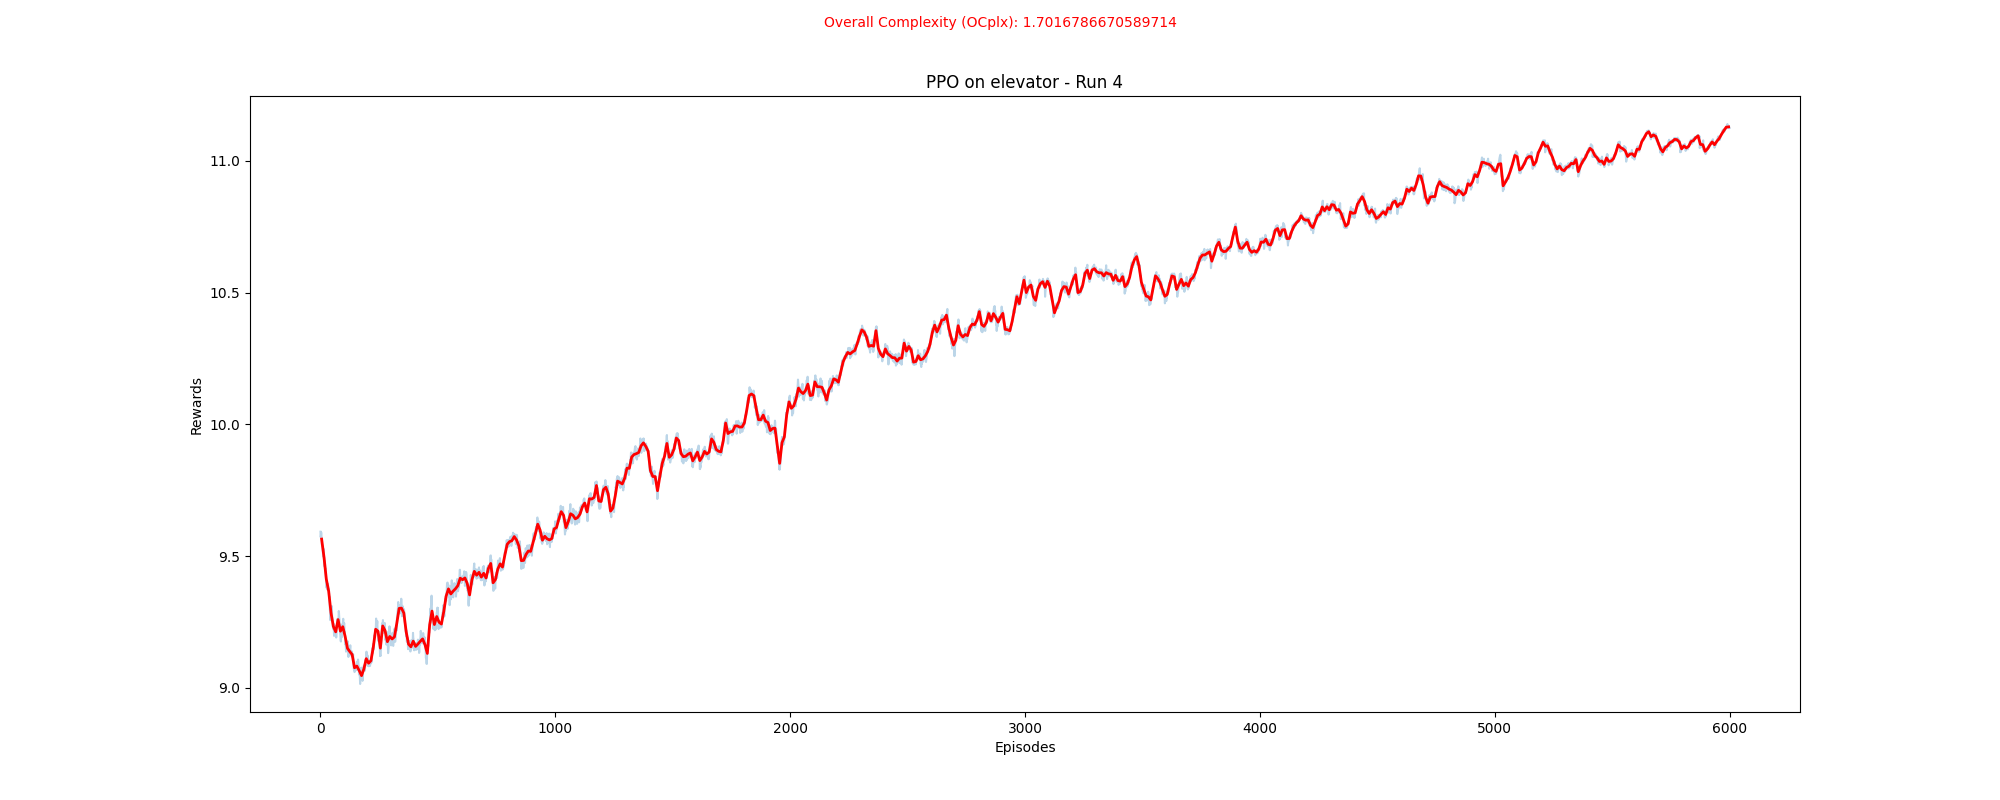 Overall Complexity (OCplx): 1.7016786670589714
PPO on elevator - Run 4
Rewards
11.0
10.5
10.0
9.5
9.0
0 1000 2000 3000 4000 5000 6000
Episodes